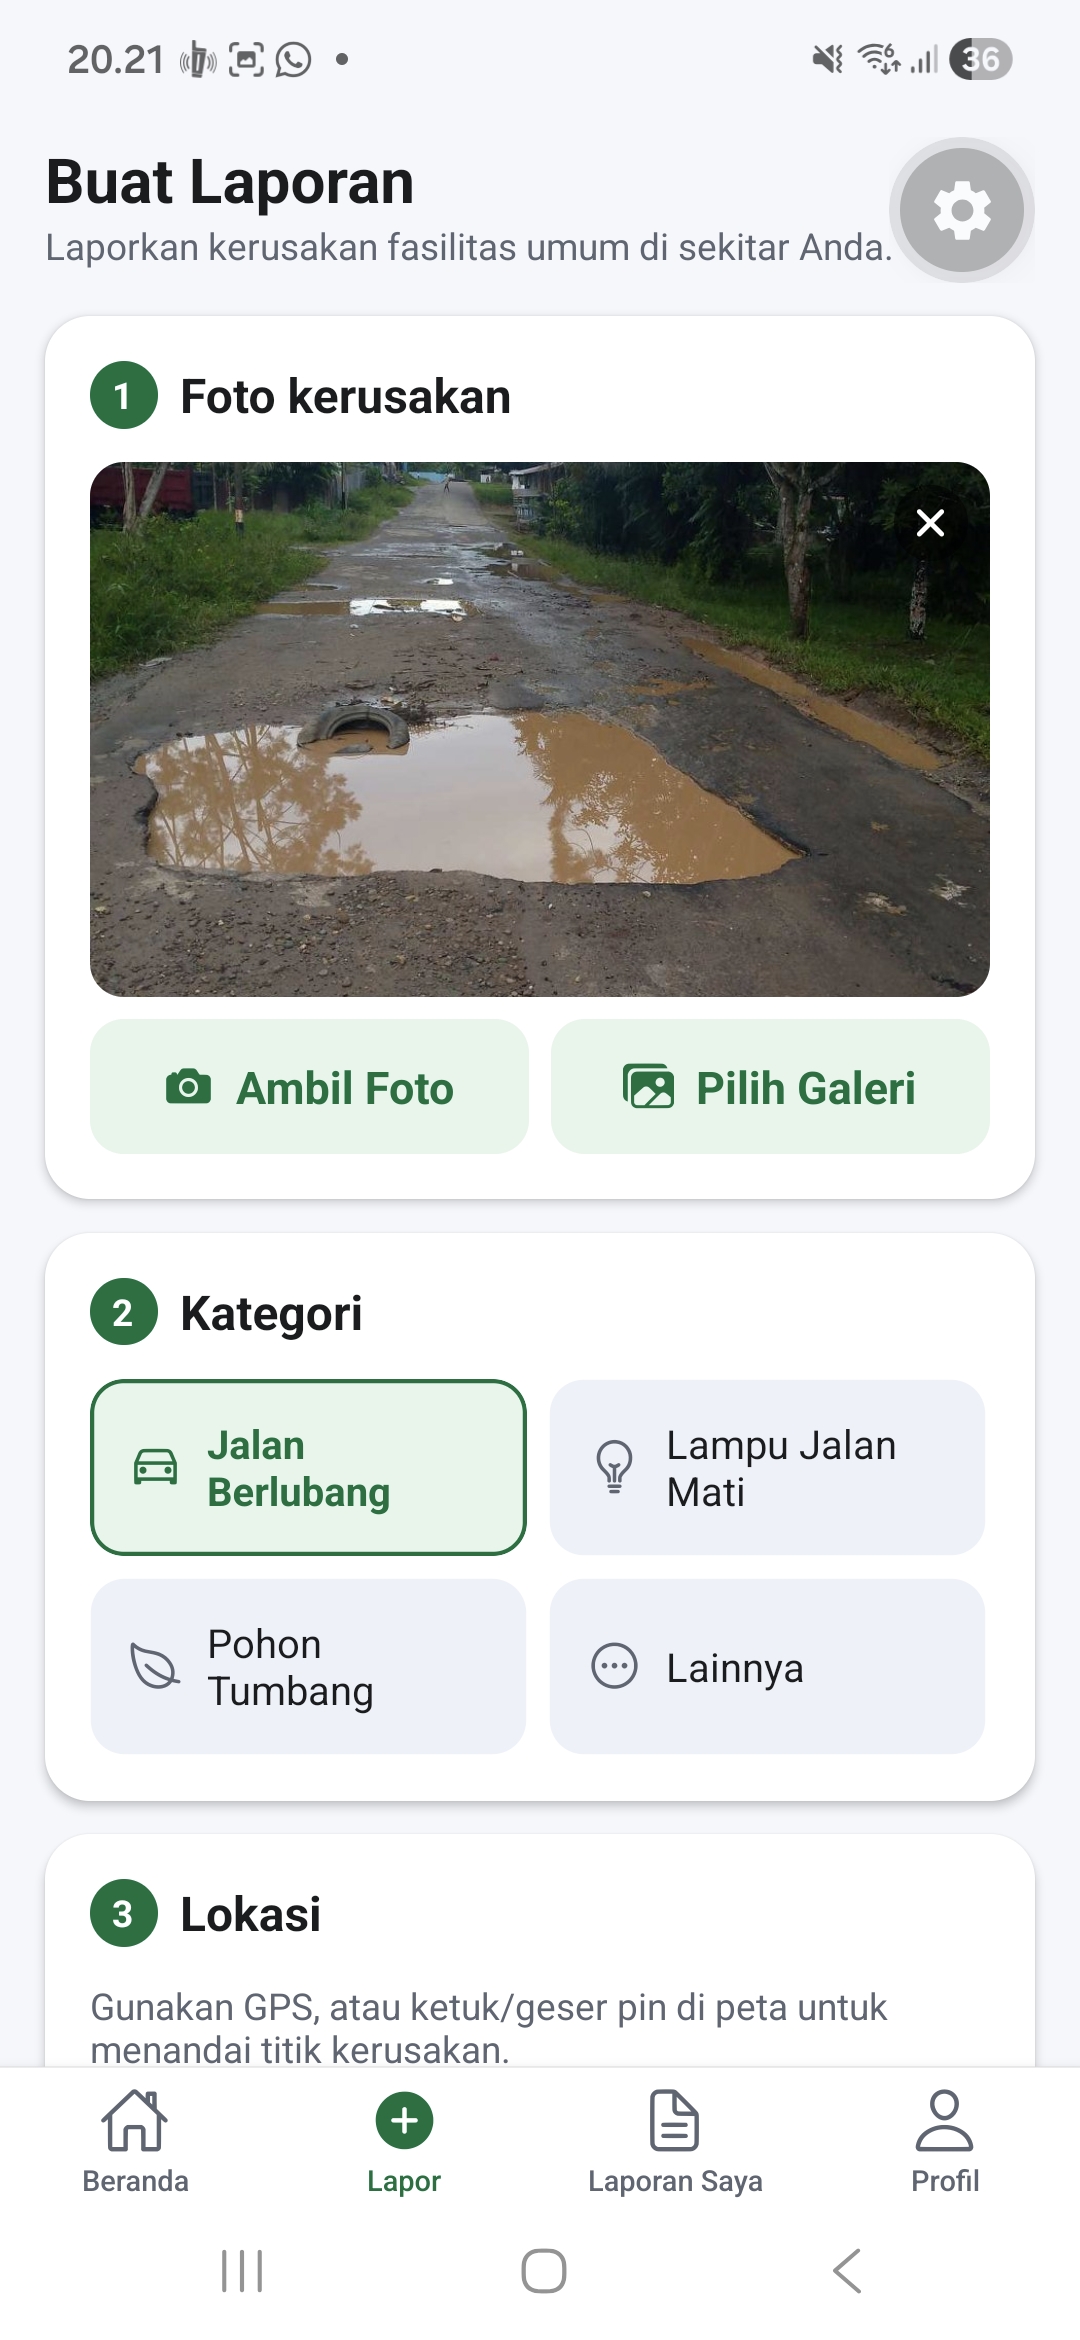 20.21
36
Buat Laporan
Laporkan kerusakan fasilitas umum di sekitar Anda.
1 Foto kerusakan
Ambil Foto
Pilih Galeri
2 Kategori
Jalan
Berlubang
Lampu Jalan
Mati
Pohon
Tumbang
Lainnya
3 Lokasi
Gunakan GPS, atau ketuk/geser pin di peta untuk
menandai titik kerusakan.
Beranda
Lapor
Laporan Saya
Profil